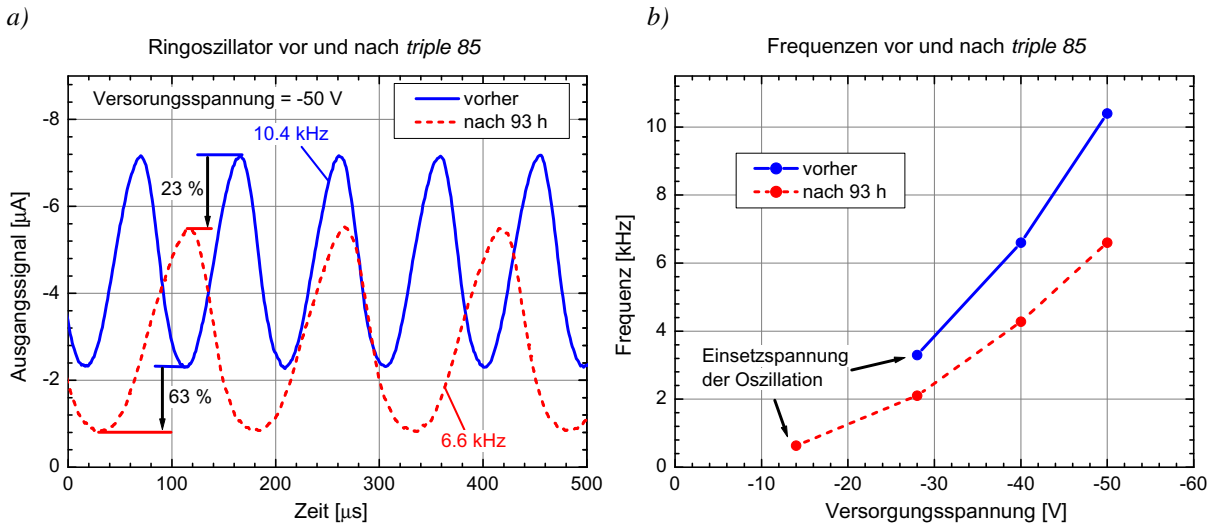 a)
Ringoszillator vor und nach triple 85
Versorungsspannung = -50 V
vorher
nach 93 h
10.4 kHz
23 %
63 %
6.6 kHz
Ausgangssignal [µA]
-8
-6
-4
-2
0
0 100 200 300 400 500
Zeit [µs]
b)
Frequenzen vor und nach triple 85
vorher
nach 93 h
Einsetzspannung
der Oszillation
Frequenz [kHz]
10
8
6
4
2
0
0 -10 -20 -30 -40 -50 -60
Versorgungsspannung [V]